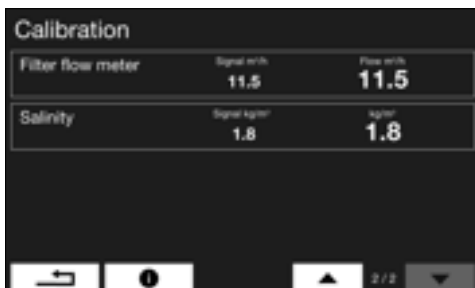 Calibration
Filter flow meter
Signal m³/h
11.5
Flow m³/h
11.5
Salinity
Signal kg/m³
1.8
kg/m³
1.8
2/2